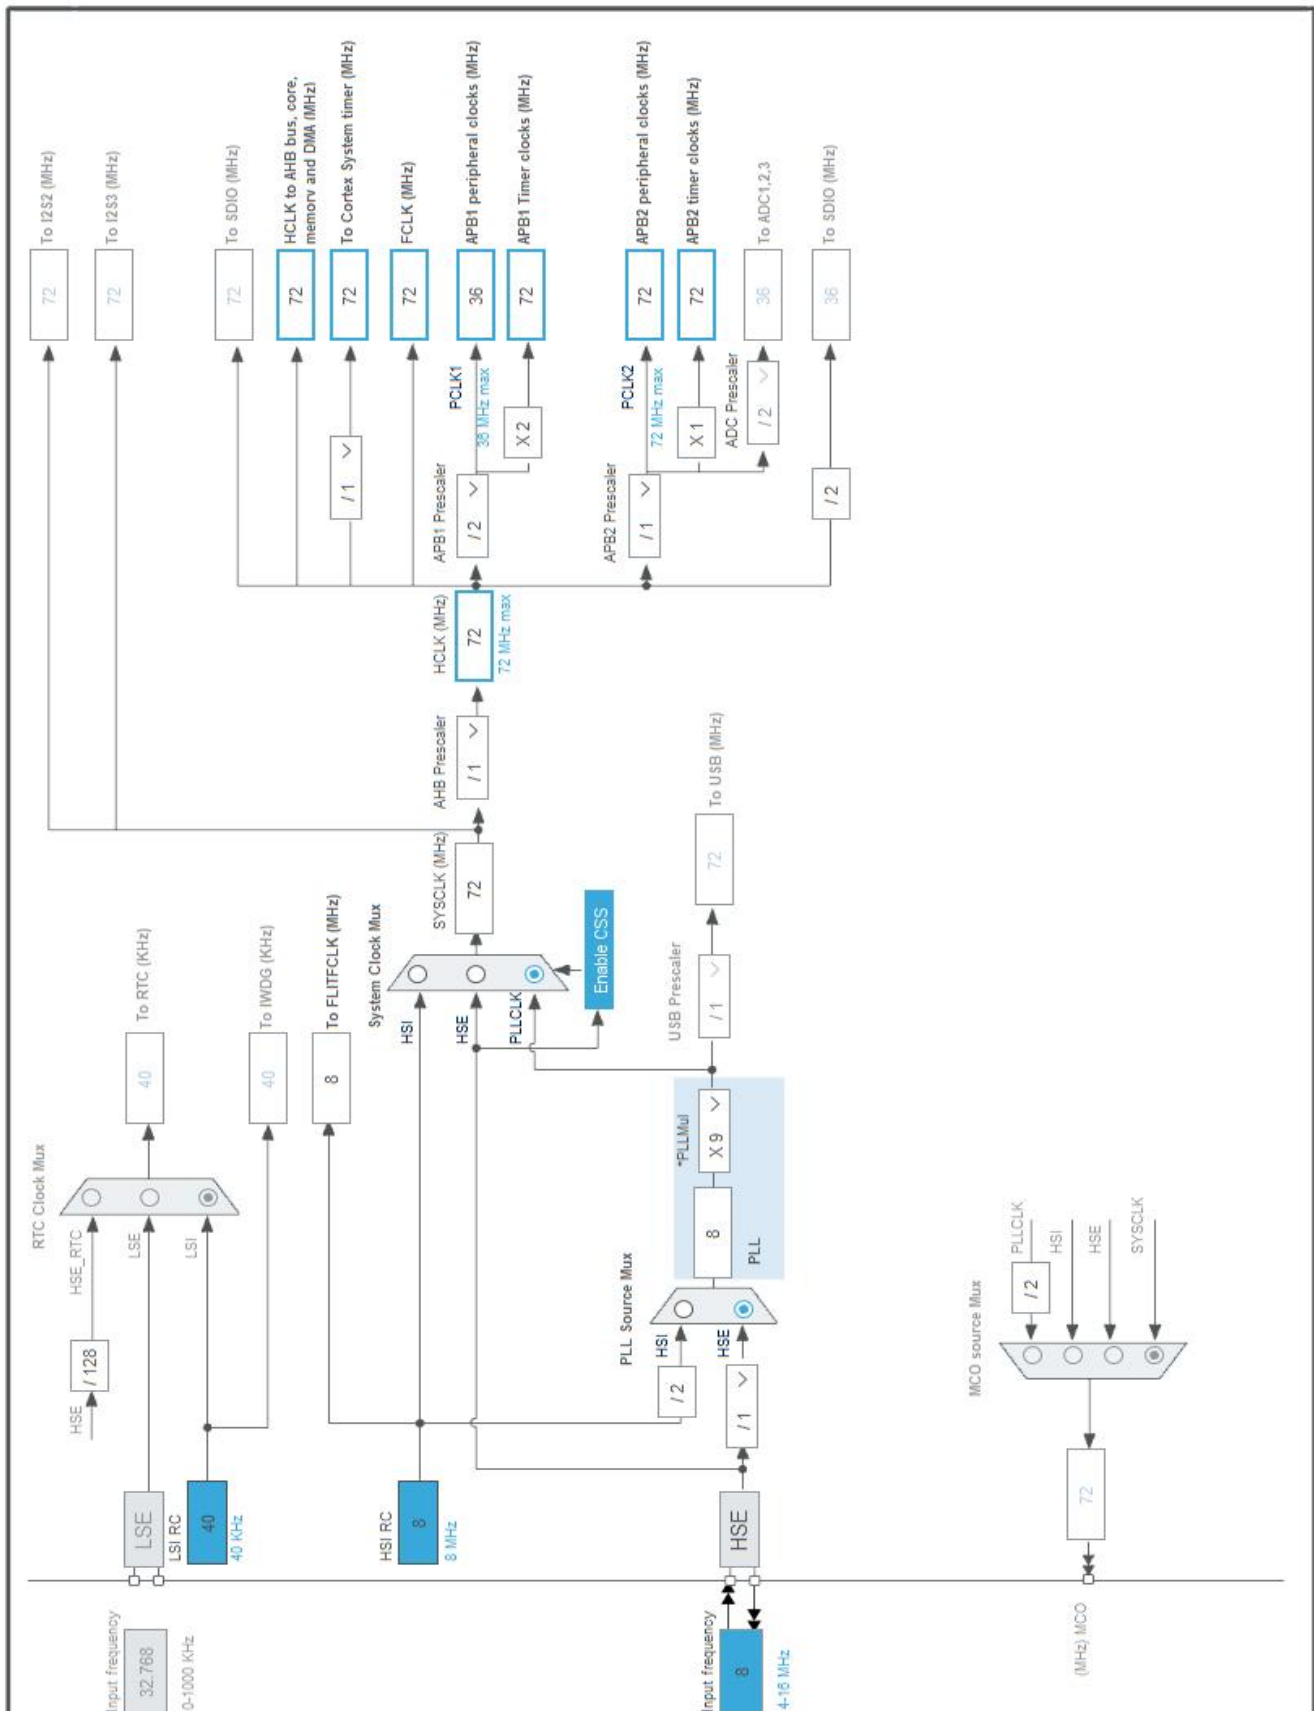 Input frequency
32.768
0-1000 KHz
LSE
LSI RC
40
40 KHz
HSE
/ 128
HSE_RTC
LSE
LSI
RTC Clock Mux
40
To RTC (KHz)
40
To IWDG (KHz)
HSI RC
8
8 MHz
8
To FLITFCLK (MHz)
System Clock Mux
HSI
HSE
PLLCLK
Enable CSS
SYSCLK (MHz)
72
AHB Prescaler
/ 1
HCLK (MHz)
72
72 MHz max
72
To I2S2 (MHz)
72
To I2S3 (MHz)
72
To SDIO (MHz)
72
HCLK to AHB bus, core,
memory and DMA (MHz)
/ 1
72
To Cortex System timer (MHz)
72
FCLK (MHz)
APB1 Prescaler
/ 2
PCLK1
36 MHz max
36
APB1 peripheral clocks (MHz)
X 2
72
APB1 Timer clocks (MHz)
APB2 Prescaler
/ 1
PCLK2
72 MHz max
72
APB2 peripheral clocks (MHz)
X 1
72
APB2 timer clocks (MHz)
ADC Prescaler
/ 2
36
To ADC1,2,3
/ 2
36
To SDIO (MHz)
Input frequency
8
4-16 MHz
HSE
/ 1
/ 2
PLL Source Mux
HSI
HSE
8
*PLLMul
X 9
PLL
USB Prescaler
/ 1
72
To USB (MHz)
(MHz) MCO
72
MCO source Mux
/ 2
PLLCLK
HSI
HSE
SYSCLK